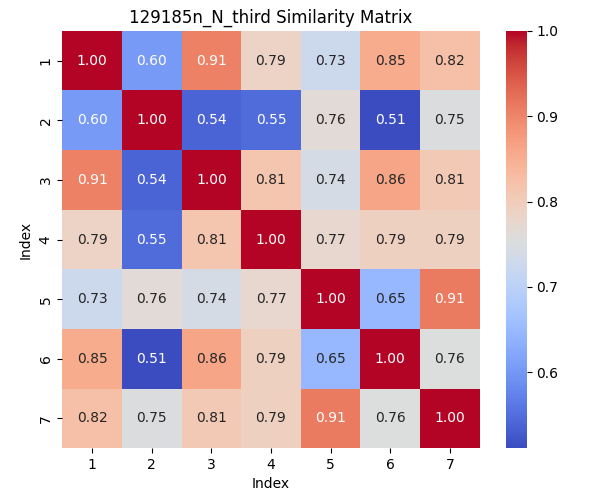 129185n_N_third Similarity Matrix
1 1.00 0.60 0.91 0.79 0.73 0.85 0.82
2 0.60 1.00 0.54 0.55 0.76 0.51 0.75
3 0.91 0.54 1.00 0.81 0.74 0.86 0.81
4 0.79 0.55 0.81 1.00 0.77 0.79 0.79
5 0.73 0.76 0.74 0.77 1.00 0.65 0.91
6 0.85 0.51 0.86 0.79 0.65 1.00 0.76
7 0.82 0.75 0.81 0.79 0.91 0.76 1.00
1 2 3 4 5 6 7
Index
Index
1.0
0.9
0.8
0.7
0.6